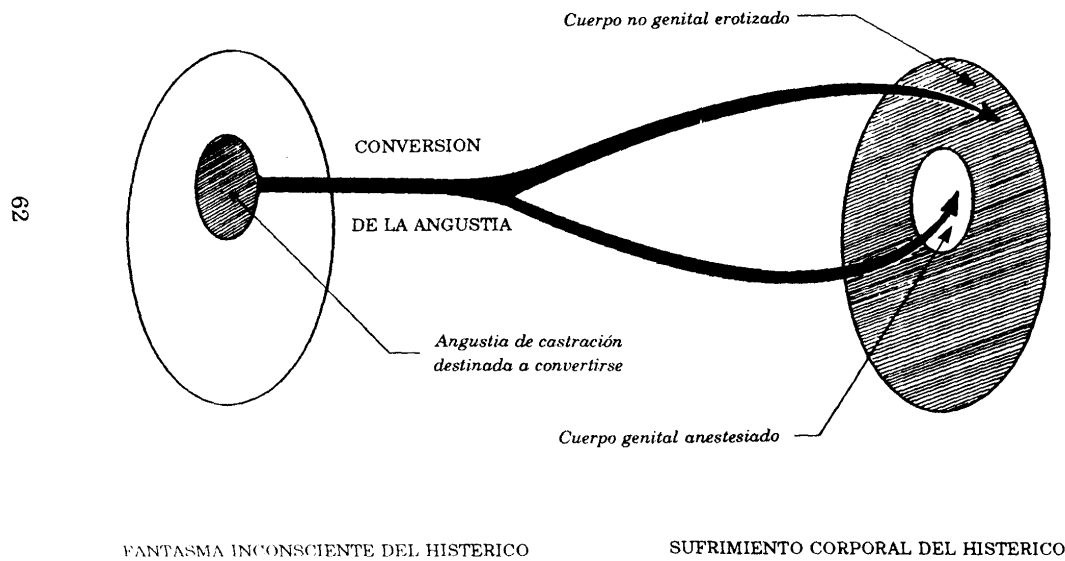 Cuerpo no genital erotizado
CONVERSION
DE LA ANGUSTIA
62
Angustia de castración
destinada a convertirse
Cuerpo genital anestesiado
FANTASMA INCONSCIENTE DEL HISTERICO
SUFRIMIENTO CORPORAL DEL HISTERICO